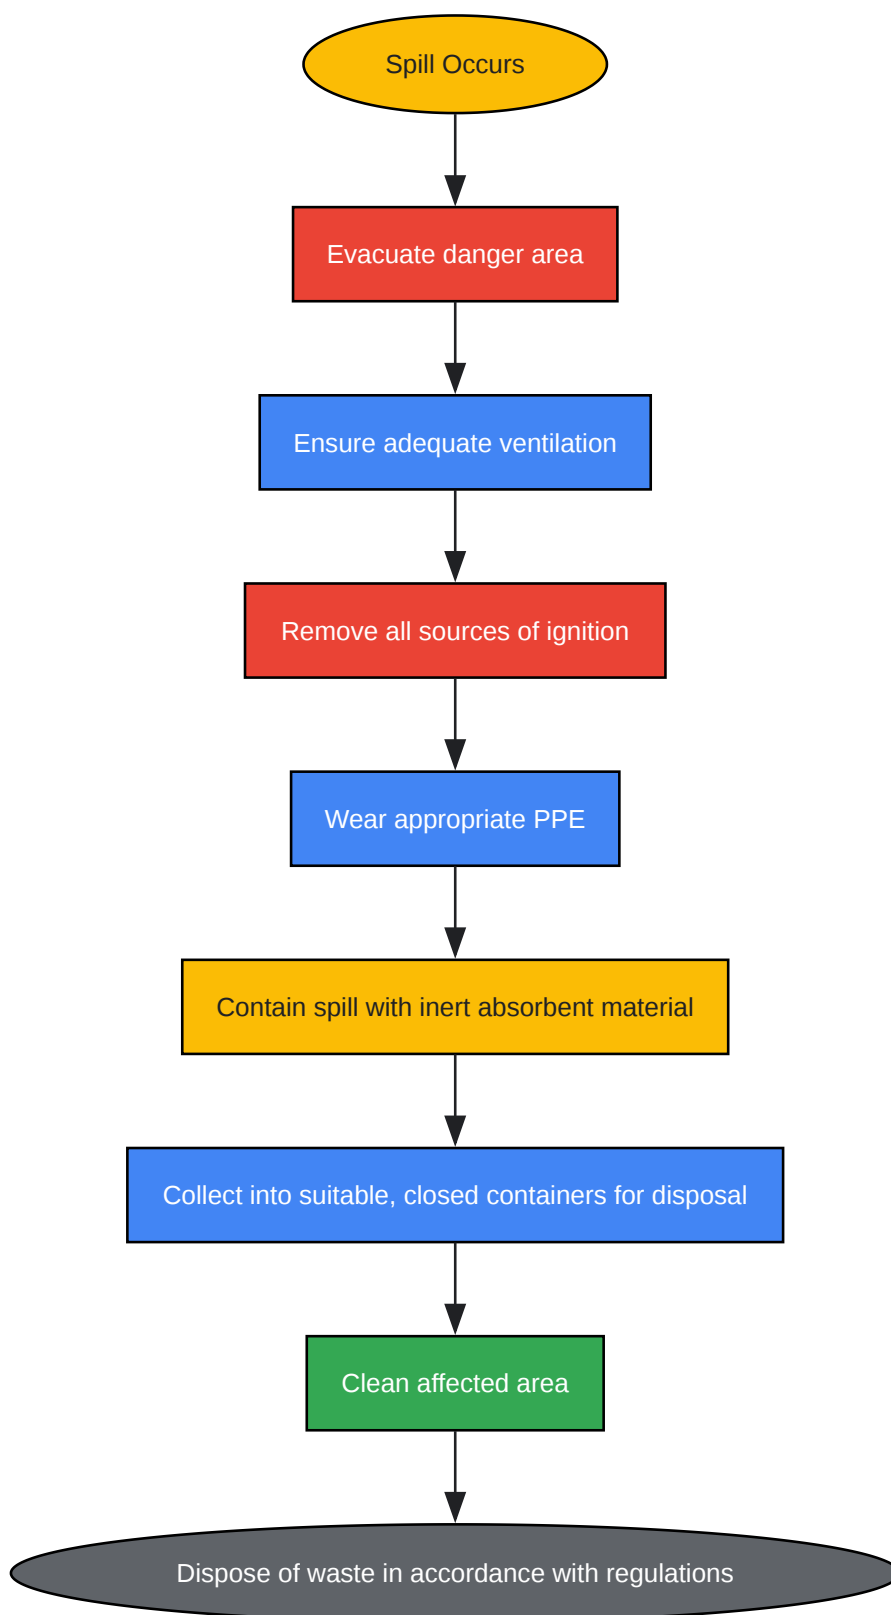 Spill Occurs
Evacuate danger area
Ensure adequate ventilation
Remove all sources of ignition
Wear appropriate PPE
Contain spill with inert absorbent material
Collect into suitable, closed containers for disposal
Clean affected area
Dispose of waste in accordance with regulations